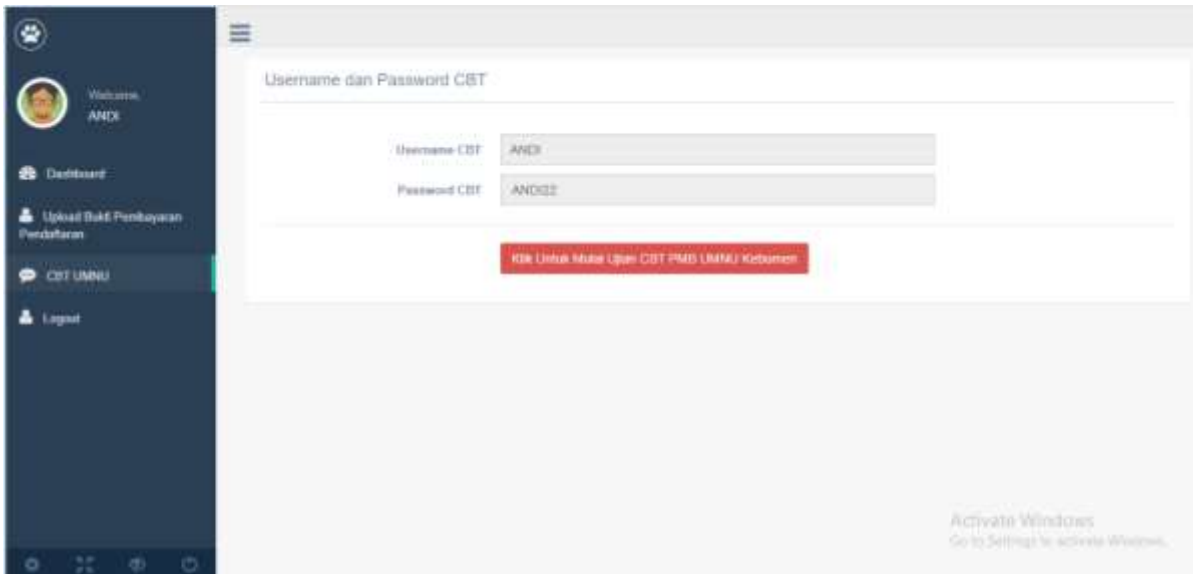 Welcome,
ANDI
Dashboard
Upload Bukti Pembayaran
Pendaftaran
CBT UMNU
Logout
Username dan Password CBT
Username CBT
ANDI
Password CBT
ANDI22
Klik Untuk Mulai Ujian CBT PMB UMNU Kebumen
Activate Windows
Go to Settings to activate Windows.